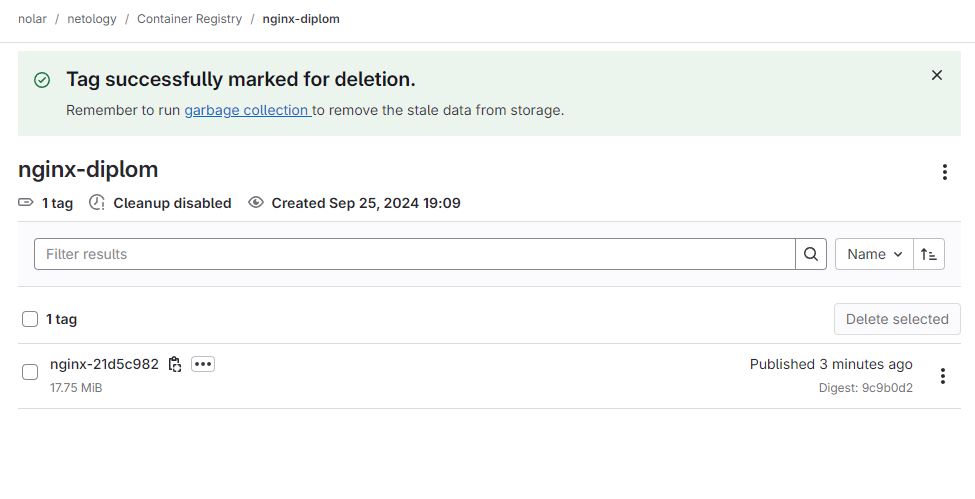 nolar / netology / Container Registry / nginx-diplom
Tag successfully marked for deletion.
Remember to run garbage collection to remove the stale data from storage.
nginx-diplom
1 tag Cleanup disabled Created Sep 25, 2024 19:09
Filter results Name
1 tag Delete selected
nginx-21d5c982 Published 3 minutes ago
17.75 MiB Digest: 9c9b0d2